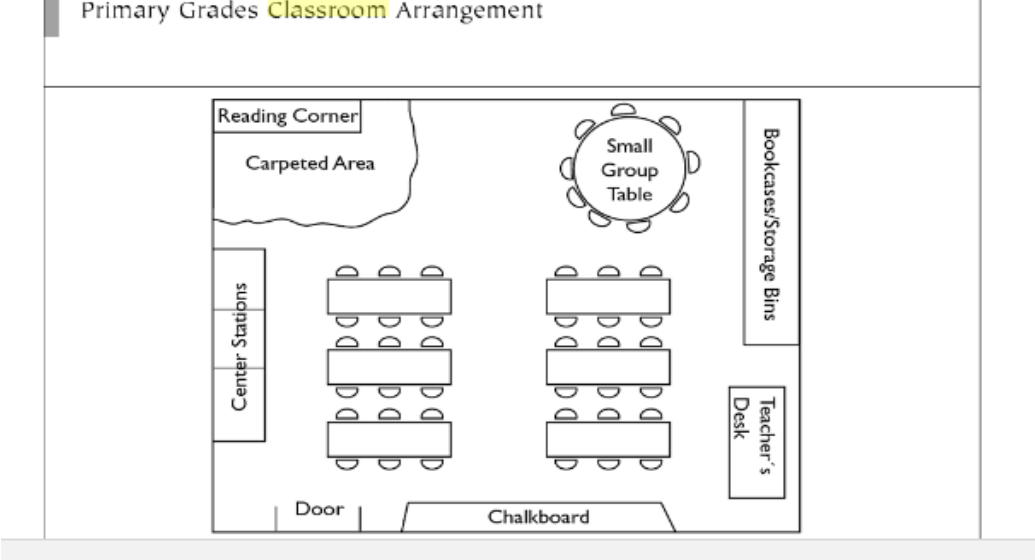 Primary Grades Classroom Arrangement
Reading Corner
Carpeted Area
Small
Group
Table
Bookcases/Storage Bins
Center Stations
Teacher's
Desk
Door
Chalkboard